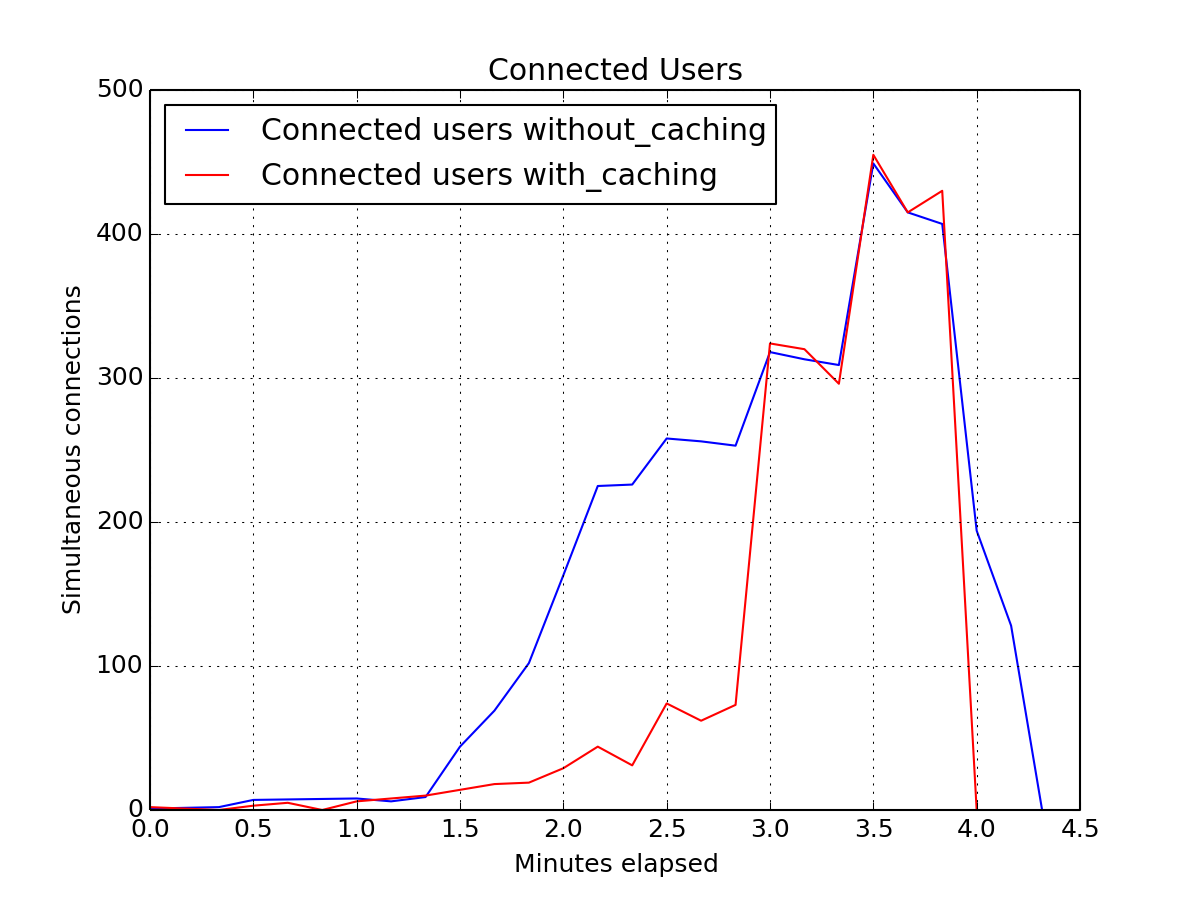 Connected Users
500
Connected users without_caching
Connected users with_caching
400
300
200
100
0
Simultaneous connections
0.0 0.5 1.0 1.5 2.0 2.5 3.0 3.5 4.0 4.5
Minutes elapsed